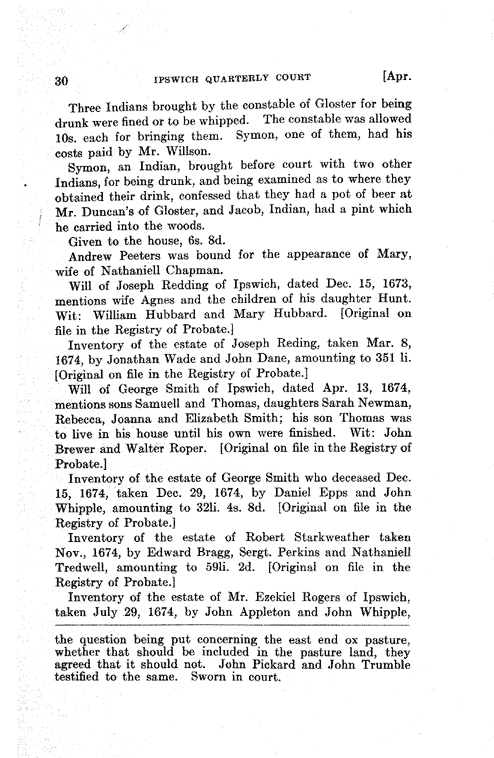 30 IPSWICH QUARTERLY COURT [Apr.
Three Indians brought by the constable of Gloster for being
drunk were fined or to be whipped. The constable was allowed
10s. each for bringing them. Symon, one of them, had his
costs paid by Mr. Willson.
Symon, an Indian, brought before court with two other
Indians, for being drunk, and being examined as to where they
obtained their drink, confessed that they had a pot of beer at
Mr. Duncan's of Gloster, and Jacob, Indian, had a pint which
he carried into the woods.
Given to the house, 6s. 8d.
Andrew Peeters was bound for the appearance of Mary,
wife of Nathaniell Chapman.
Will of Joseph Redding of Ipswich, dated Dec. 15, 1673,
mentions wife Agnes and the children of his daughter Hunt.
Wit: William Hubbard and Mary Hubbard. [Original on
file in the Registry of Probate.]
Inventory of the estate of Joseph Reding, taken Mar. 8,
1674, by Jonathan Wade and John Dane, amounting to 351 li.
[Original on file in the Registry of Probate.]
Will of George Smith of Ipswich, dated Apr. 13, 1674,
mentions sons Samuell and Thomas, daughters Sarah Newman,
Rebecca, Joanna and Elizabeth Smith; his son Thomas was
to live in his house until his own were finished. Wit: John
Brewer and Walter Roper. [Original on file in the Registry of
Probate.]
Inventory of the estate of George Smith who deceased Dec.
15, 1674, taken Dec. 29, 1674, by Daniel Epps and John
Whipple, amounting to 32li. 4s. 8d. [Original on file in the
Registry of Probate.]
Inventory of the estate of Robert Starkweather taken
Nov., 1674, by Edward Bragg, Sergt. Perkins and Nathaniell
Tredwell, amounting to 59li. 2d. [Original on file in the
Registry of Probate.]
Inventory of the estate of Mr. Ezekiel Rogers of Ipswich,
taken July 29, 1674, by John Appleton and John Whipple,
the question being put concerning the east end ox pasture,
whether that should be included in the pasture land, they
agreed that it should not. John Pickard and John Trumble
testified to the same. Sworn in court.